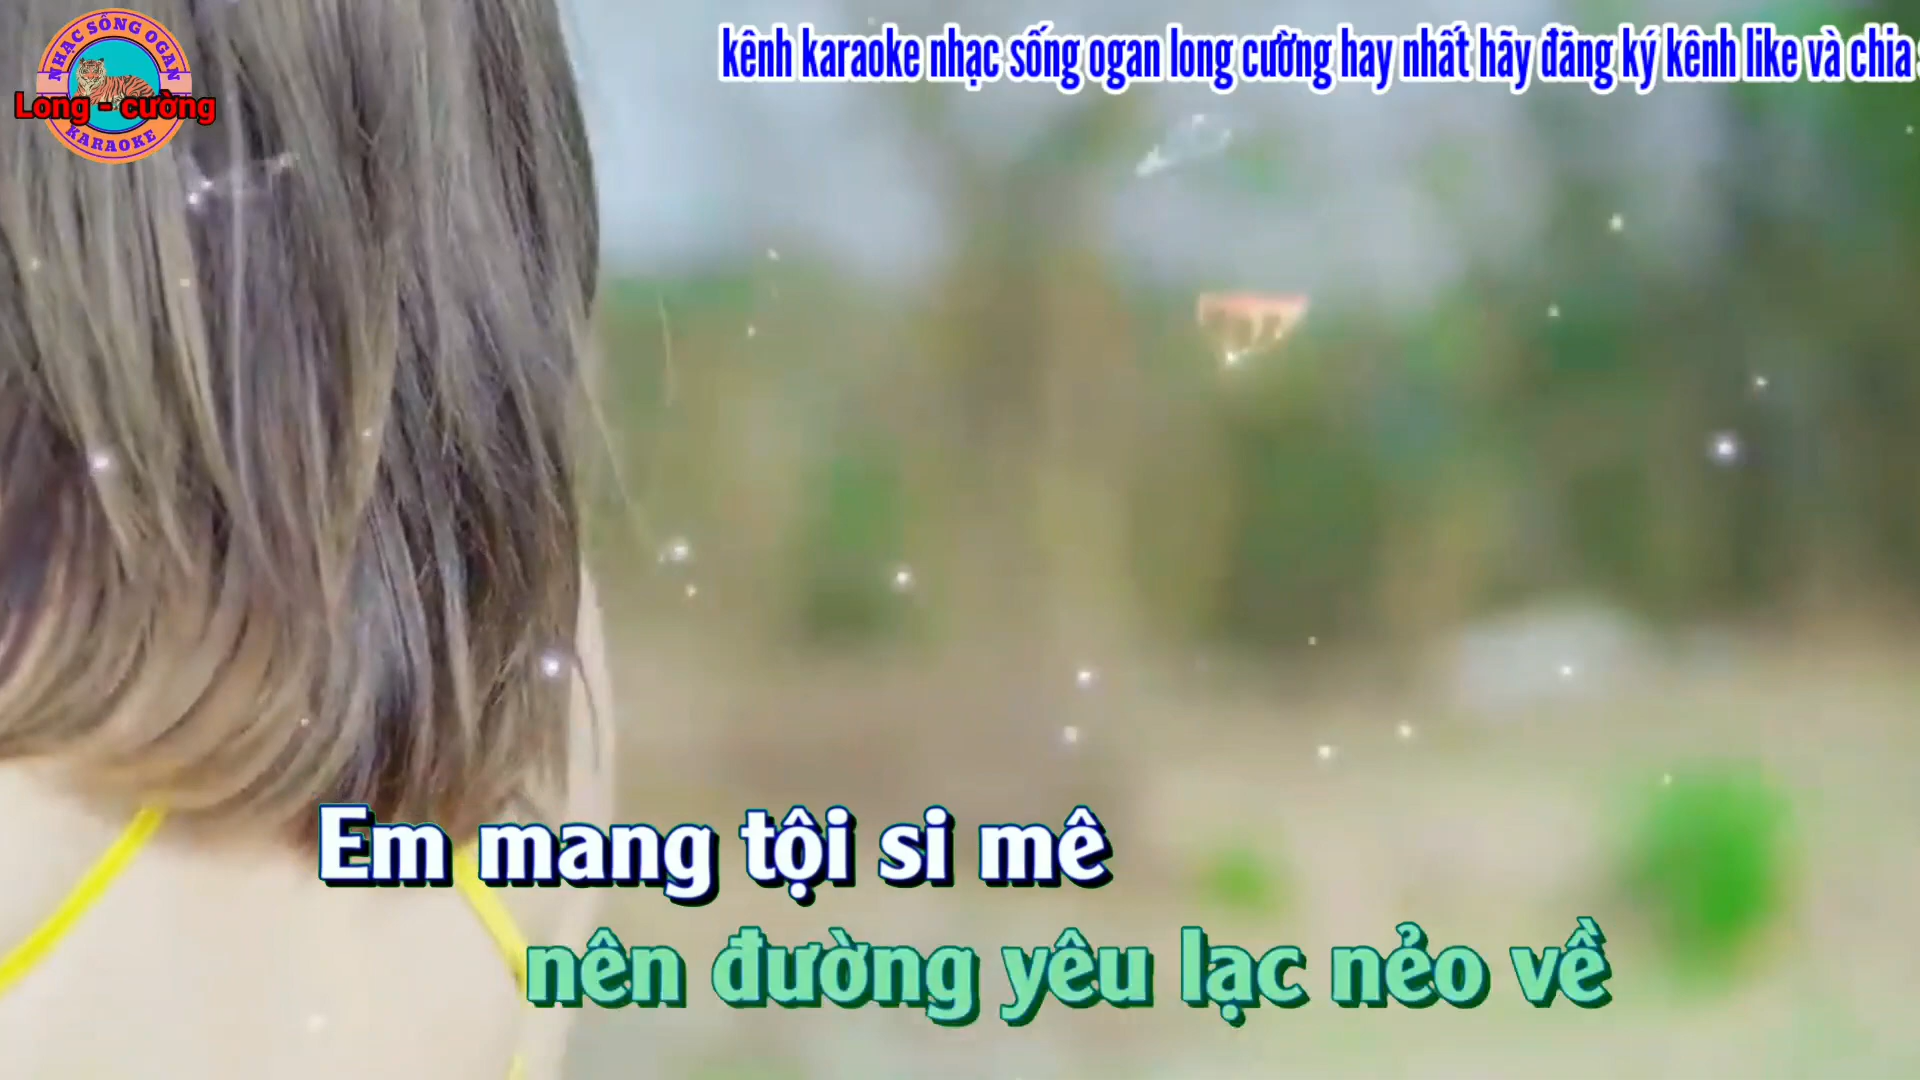 NHẠC SỐNG OGAN
Long - cường
KARAOKE
kênh karaoke nhạc sống ogan long cường hay nhất hãy đăng ký kênh like và chia
Em mang tội si mê
nên đường yêu lạc nẻo về